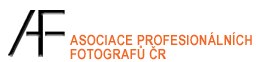 AF ASOCIACE PROFESIONÁLNÍCH
FOTOGRAFŮ ČR